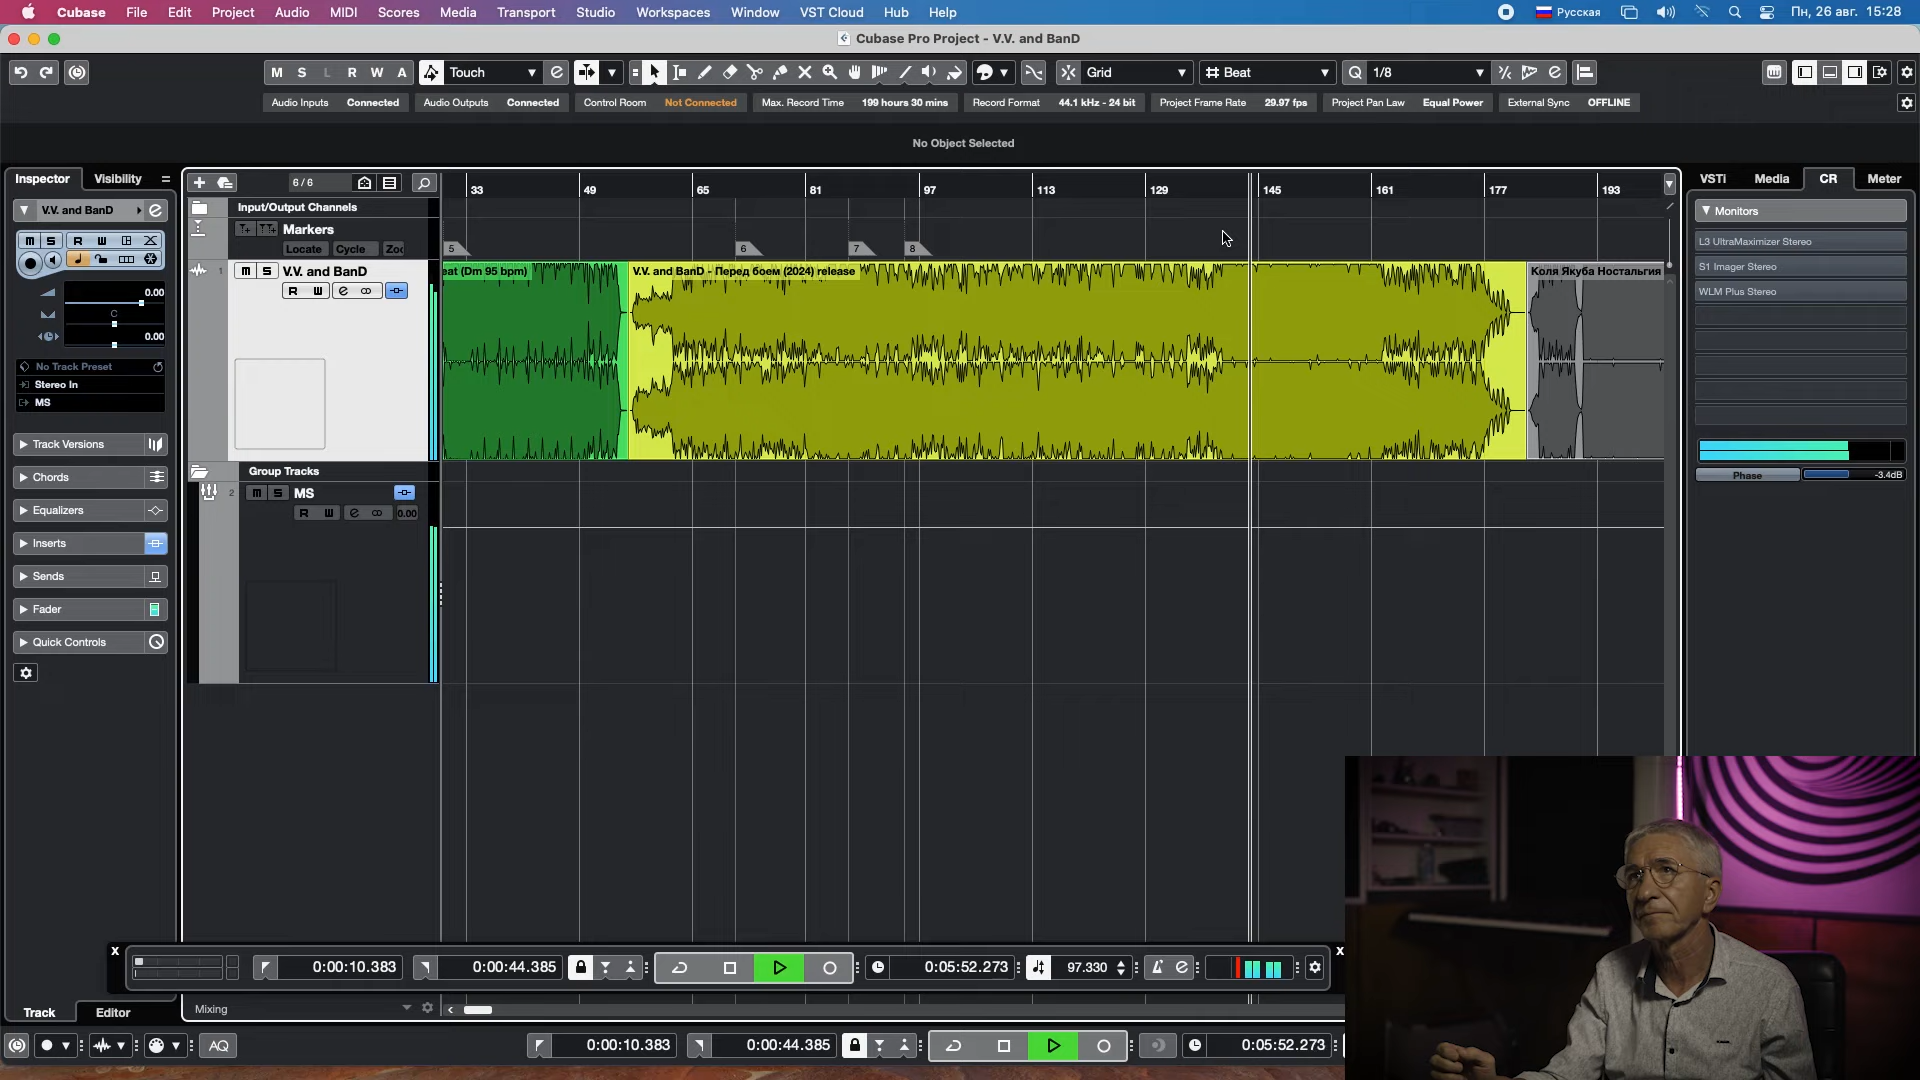 Cubase File Edit Project Audio MIDI Scores Media Transport Studio Workspaces Window VST Cloud Hub Help Русская Пн, 26 авг. 15:28
Cubase Pro Project - V.V. and BanD
M S L R W A Touch Grid Beat Q 1/8
Audio Inputs Connected Audio Outputs Connected Control Room Not Connected Max. Record Time 199 hours 30 mins Record Format 44.1 kHz - 24 bit Project Frame Rate 29.97 fps Project Pan Law Equal Power External Sync OFFLINE
No Object Selected
Inspector Visibility
6 / 6
33 49 65 81 97 113 129 145 161 177 193
VSTi Media CR Meter
V.V. and BanD
Input/Output Channels
Monitors
Markers
Locate Cycle Zo
5 6 7 8
M S R W
L3 UltraMaximizer Stereo
S1 Imager Stereo
WLM Plus Stereo
1 M S V.V. and BanD
R W
eat (Dm 95 bpm)
V.V. and BanD - Перед боем (2024) release
Коля Якуба Ностальгия
0.00
C
0.00
No Track Preset
Stereo In
MS
Track Versions
Chords
Equalizers
Inserts
Sends
Fader
Quick Controls
Group Tracks
2 M S MS
R W 0.00
Phase -3.4dB
x x
0:00:10.383 0:00:44.385 0:05:52.273 97.330
Track Editor
Mixing
AQ 0:00:10.383 0:00:44.385 0:05:52.273